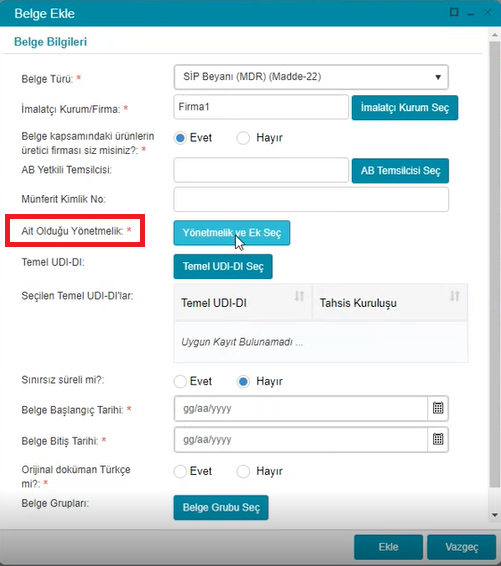 Belge Ekle
Belge Bilgileri
Belge Türü: *
SİP Beyanı (MDR) (Madde-22)
İmalatçı Kurum/Firma: *
Firma1
İmalatçı Kurum Seç
Belge kapsamındaki ürünlerin
üretici firması siz misiniz?: *
Evet
Hayır
AB Yetkili Temsilcisi:
AB Temsilcisi Seç
Münferit Kimlik No:
Ait Olduğu Yönetmelik: *
Yönetmelik ve Ek Seç
Temel UDI-DI:
Temel UDI-DI Seç
Seçilen Temel UDI-DI'lar:
Temel UDI-DI
Tahsis Kuruluşu
Uygun Kayıt Bulunamadı ...
Sınırsız süreli mi?:
Evet
Hayır
Belge Başlangıç Tarihi: *
gg/aa/yyyy
Belge Bitiş Tarihi: *
gg/aa/yyyy
Orijinal doküman Türkçe
mi?: *
Evet
Hayır
Belge Grupları:
Belge Grubu Seç
Ekle
Vazgeç